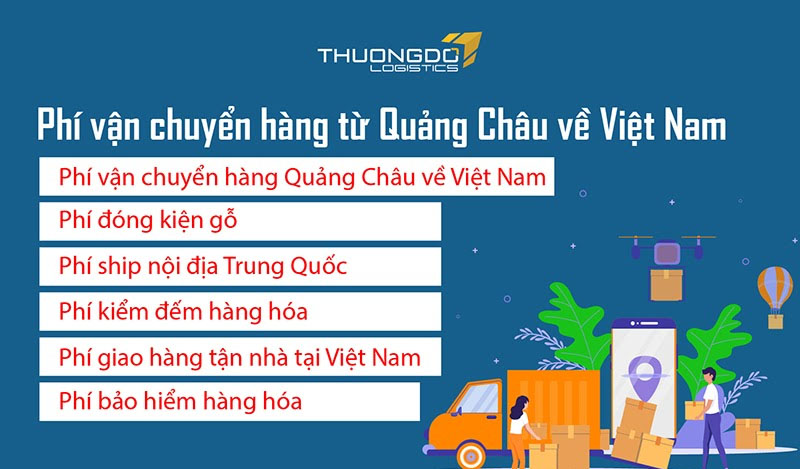 THUONGDO
LOGISTICS
Phí vận chuyển hàng từ Quảng Châu về Việt Nam
Phí vận chuyển hàng Quảng Châu về Việt Nam
Phí đóng kiện gỗ
Phí ship nội địa Trung Quốc
Phí kiểm đếm hàng hóa
Phí giao hàng tận nhà tại Việt Nam
Phí bảo hiểm hàng hóa